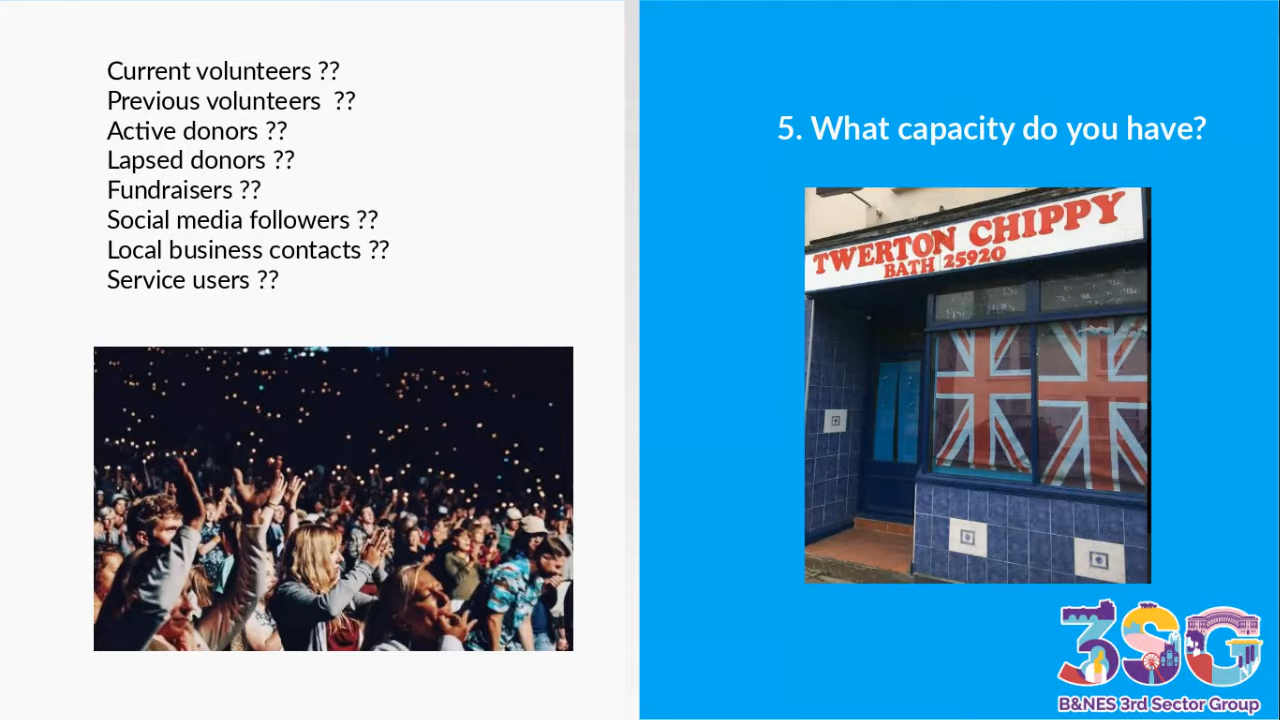 Current volunteers ??
Previous volunteers ??
Active donors ??
Lapsed donors ??
Fundraisers ??
Social media followers ??
Local business contacts ??
Service users ??
5. What capacity do you have?
TWERTON CHIPPY
BATH 25920
3SG
B&NES 3rd Sector Group